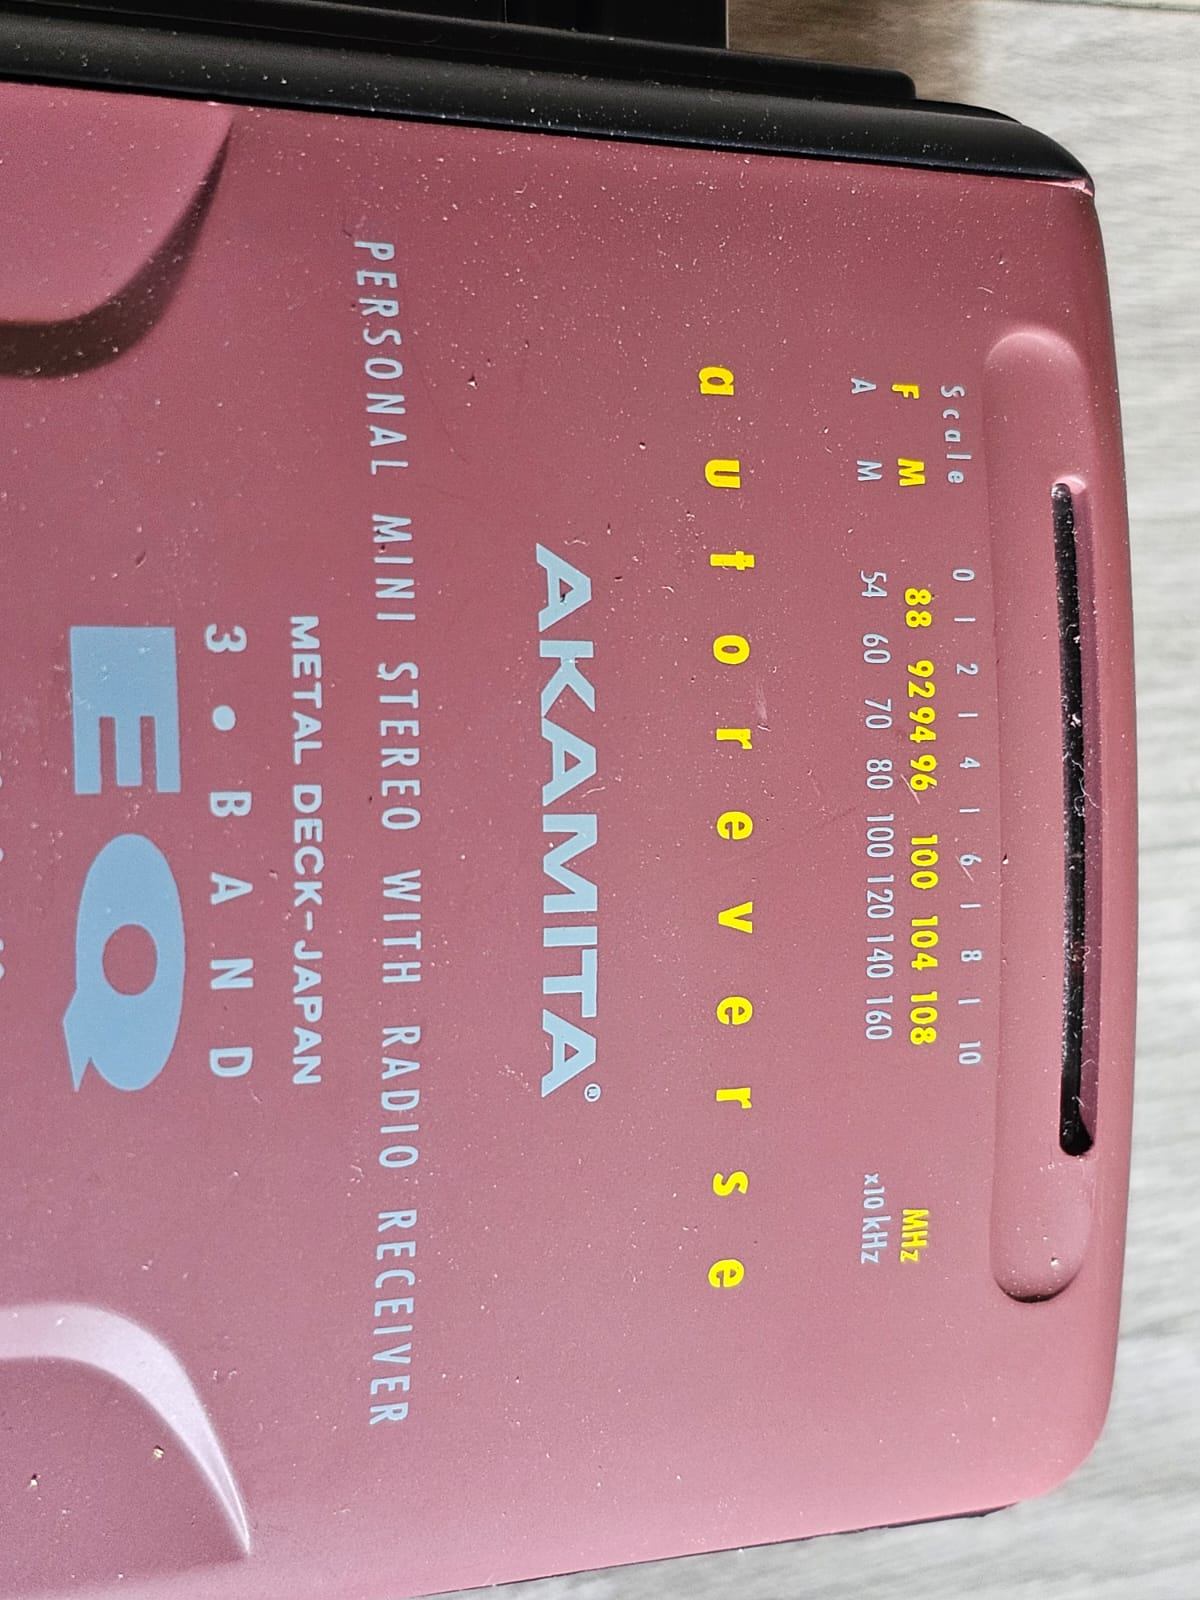 Scale 0 | 2 | 4 | 6 | 8 | 10
FM 88 92 94 96 100 104 108 MHz
AM 54 60 70 80 100 120 140 160 x10kHz
autoreverse
AKAMITA®
PERSONAL MINI STEREO WITH RADIO RECEIVER
METAL DECK-JAPAN
3•BAND
EQ